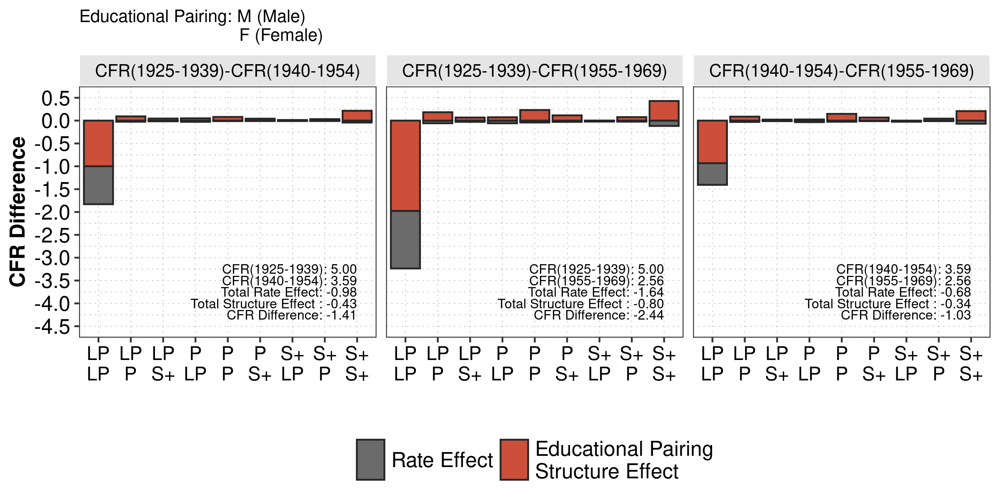 Educational Pairing: M (Male)
F (Female)
CFR(1925-1939)-CFR(1940-1954)
CFR(1925-1939)-CFR(1955-1969)
CFR(1940-1954)-CFR(1955-1969)
CFR Difference
0.5
0.0
-0.5
-1.0
-1.5
-2.0
-2.5
-3.0
-3.5
-4.0
-4.5
CFR(1925-1939): 5.00
CFR(1940-1954): 3.59
Total Rate Effect: -0.98
Total Structure Effect : -0.43
CFR Difference: -1.41
CFR(1925-1939): 5.00
CFR(1955-1969): 2.56
Total Rate Effect: -1.64
Total Structure Effect : -0.80
CFR Difference: -2.44
CFR(1940-1954): 3.59
CFR(1955-1969): 2.56
Total Rate Effect: -0.68
Total Structure Effect : -0.34
CFR Difference: -1.03
LP LP LP P P P S+ S+ S+
LP P S+ LP P S+ LP P S+
LP LP LP P P P S+ S+ S+
LP P S+ LP P S+ LP P S+
LP LP LP P P P S+ S+ S+
LP P S+ LP P S+ LP P S+
Rate Effect
Educational Pairing
Structure Effect